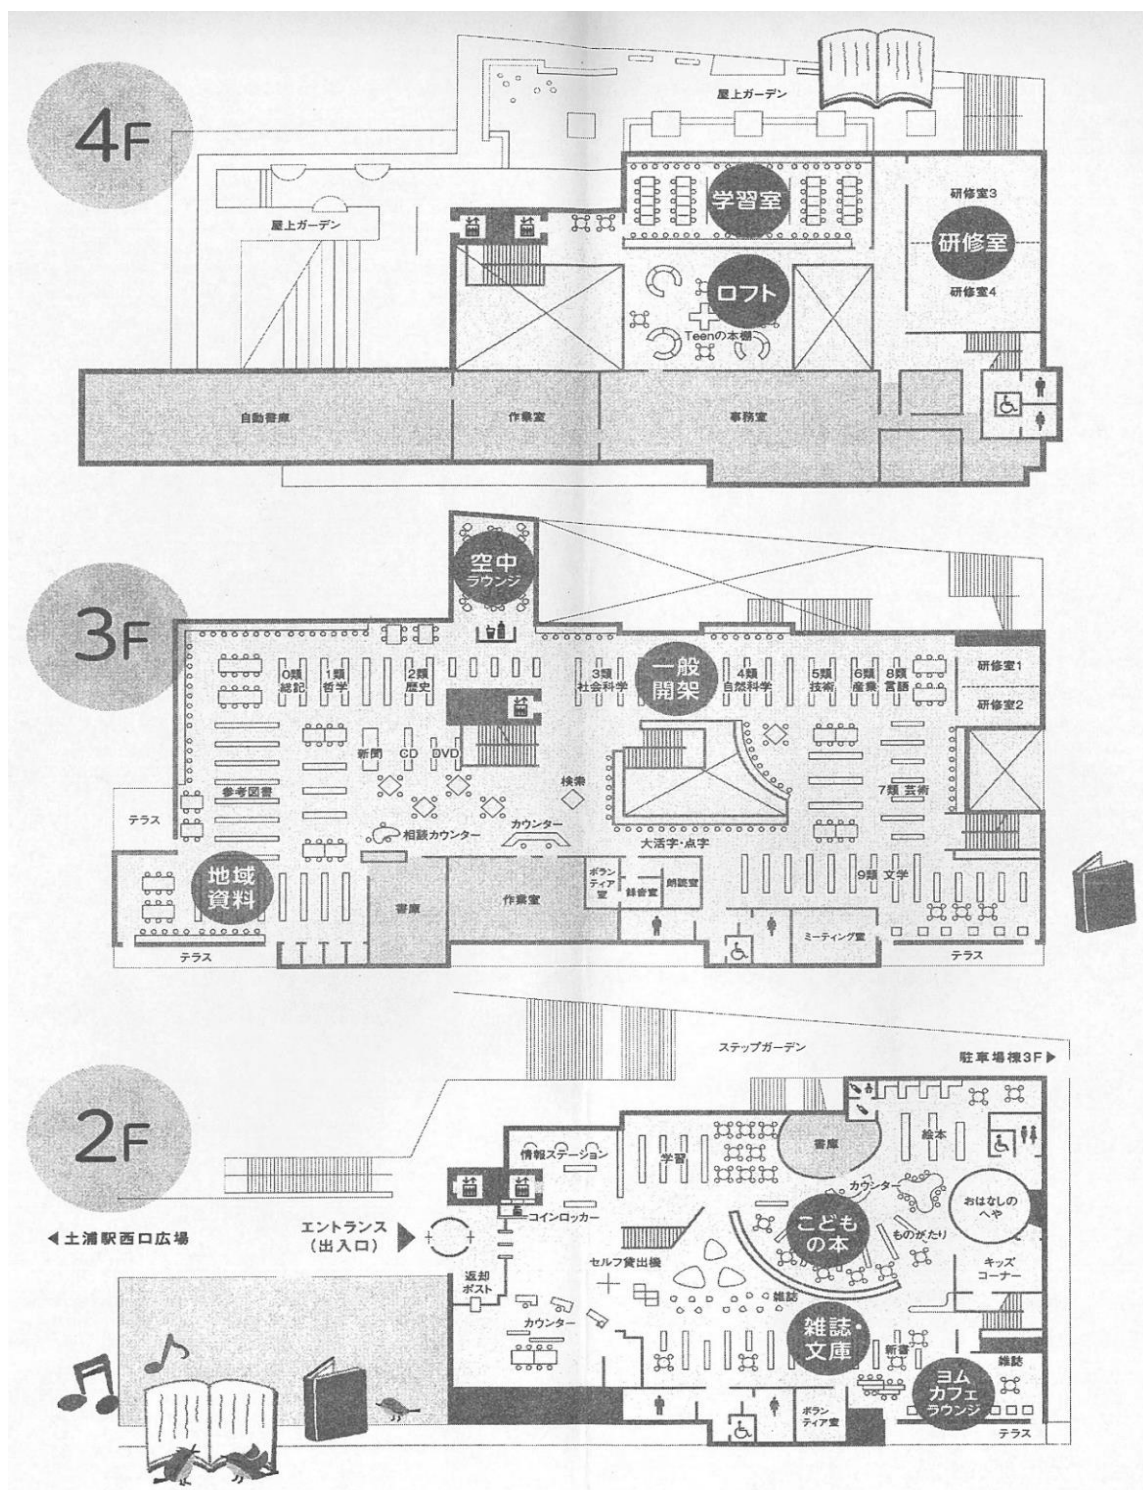 4F
屋上ガーデン
屋上ガーデン
学習室
研修室3
研修室
研修室4
ロフト
Teenの本棚
自動書庫
作業室
事務室
3F
空中
ラウンジ
0類
総記
1類
哲学
2類
歴史
3類
社会科学
一般
開架
4類
自然科学
5類
技術
6類
産業
8類
言語
研修室1
研修室2
新聞
CD
DVD
検索
参考図書
7類 芸術
テラス
相談カウンター
カウンター
大活字・点字
地域
資料
書庫
作業室
ボラン
ティア
室
録音室
朗読室
9類 文学
ミーティング室
テラス
テラス
2F
ステップガーデン
駐車場棟3F▶
情報ステーション
学習
書庫
絵本
カウンター
おはなしの
へや
コインロッカー
◀土浦駅西口広場
エントランス
(出入口)
こども
の本
ものがたり
セルフ貸出機
キッズ
コーナー
返却
ポスト
雑誌
カウンター
雑誌・
文庫
新書
雑誌
ヨム
カフェ
ラウンジ
ボラン
ティア室
テラス